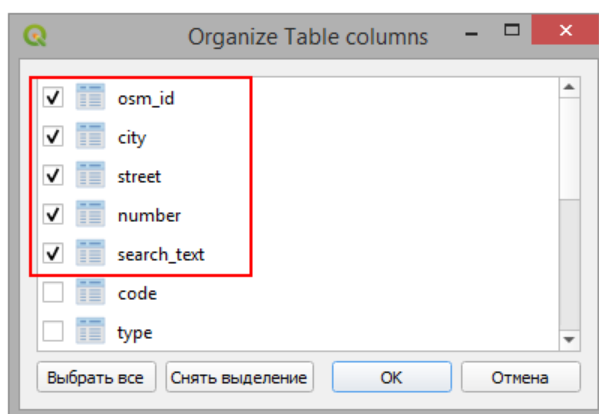 Organize Table columns
osm_id
city
street
number
search_text
code
type
Выбрать все Снять выделение OK Отмена